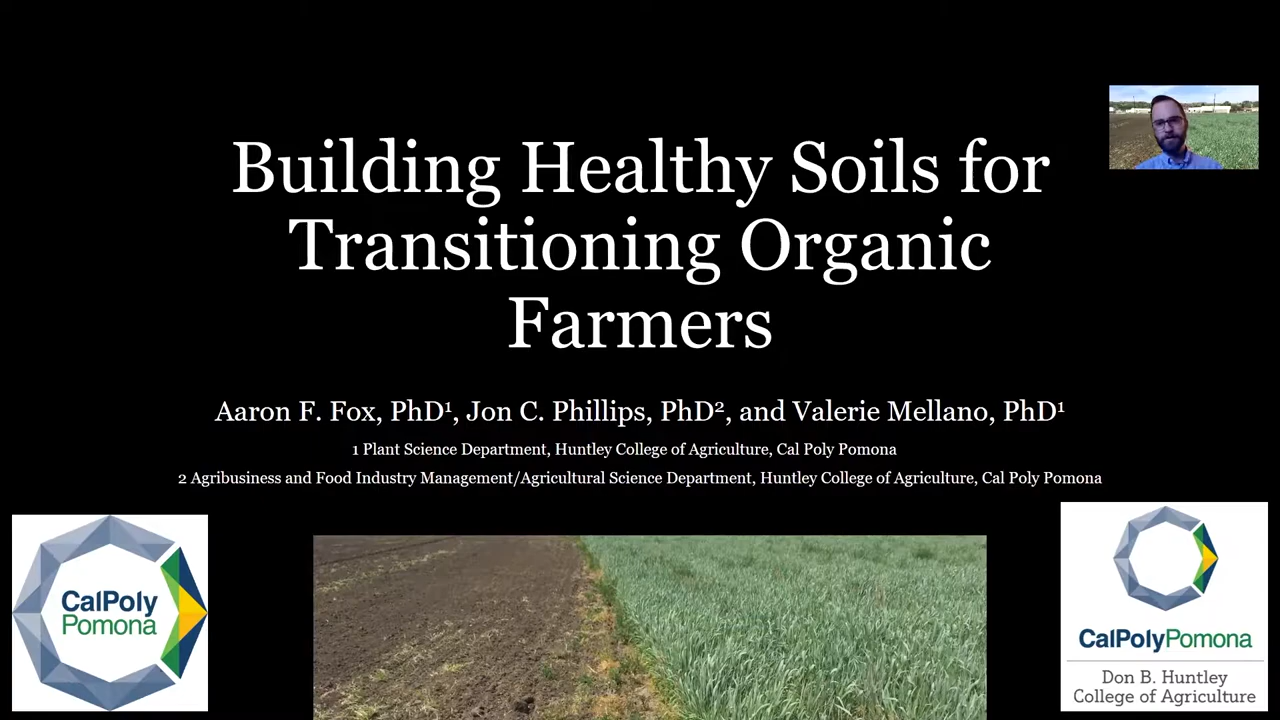 Building Healthy Soils for
Transitioning Organic
Farmers
Aaron F. Fox, PhD¹, Jon C. Phillips, PhD², and Valerie Mellano, PhD¹
1 Plant Science Department, Huntley College of Agriculture, Cal Poly Pomona
2 Agribusiness and Food Industry Management/Agricultural Science Department, Huntley College of Agriculture, Cal Poly Pomona
CalPoly
Pomona
CalPolyPomona
Don B. Huntley
College of Agriculture